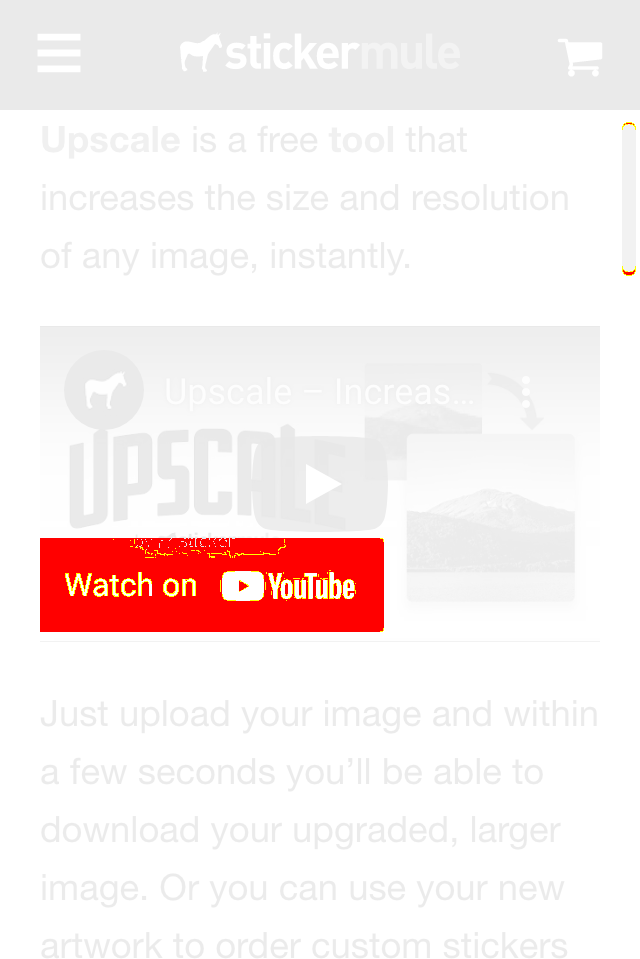 stickermule
Upscale is a free tool that
increases the size and resolution
of any image, instantly.
Upscale – Increas...
UPSCALE
Watch on YouTube
Just upload your image and within
a few seconds you’ll be able to
download your upgraded, larger
image. Or you can use your new
artwork to order custom stickers